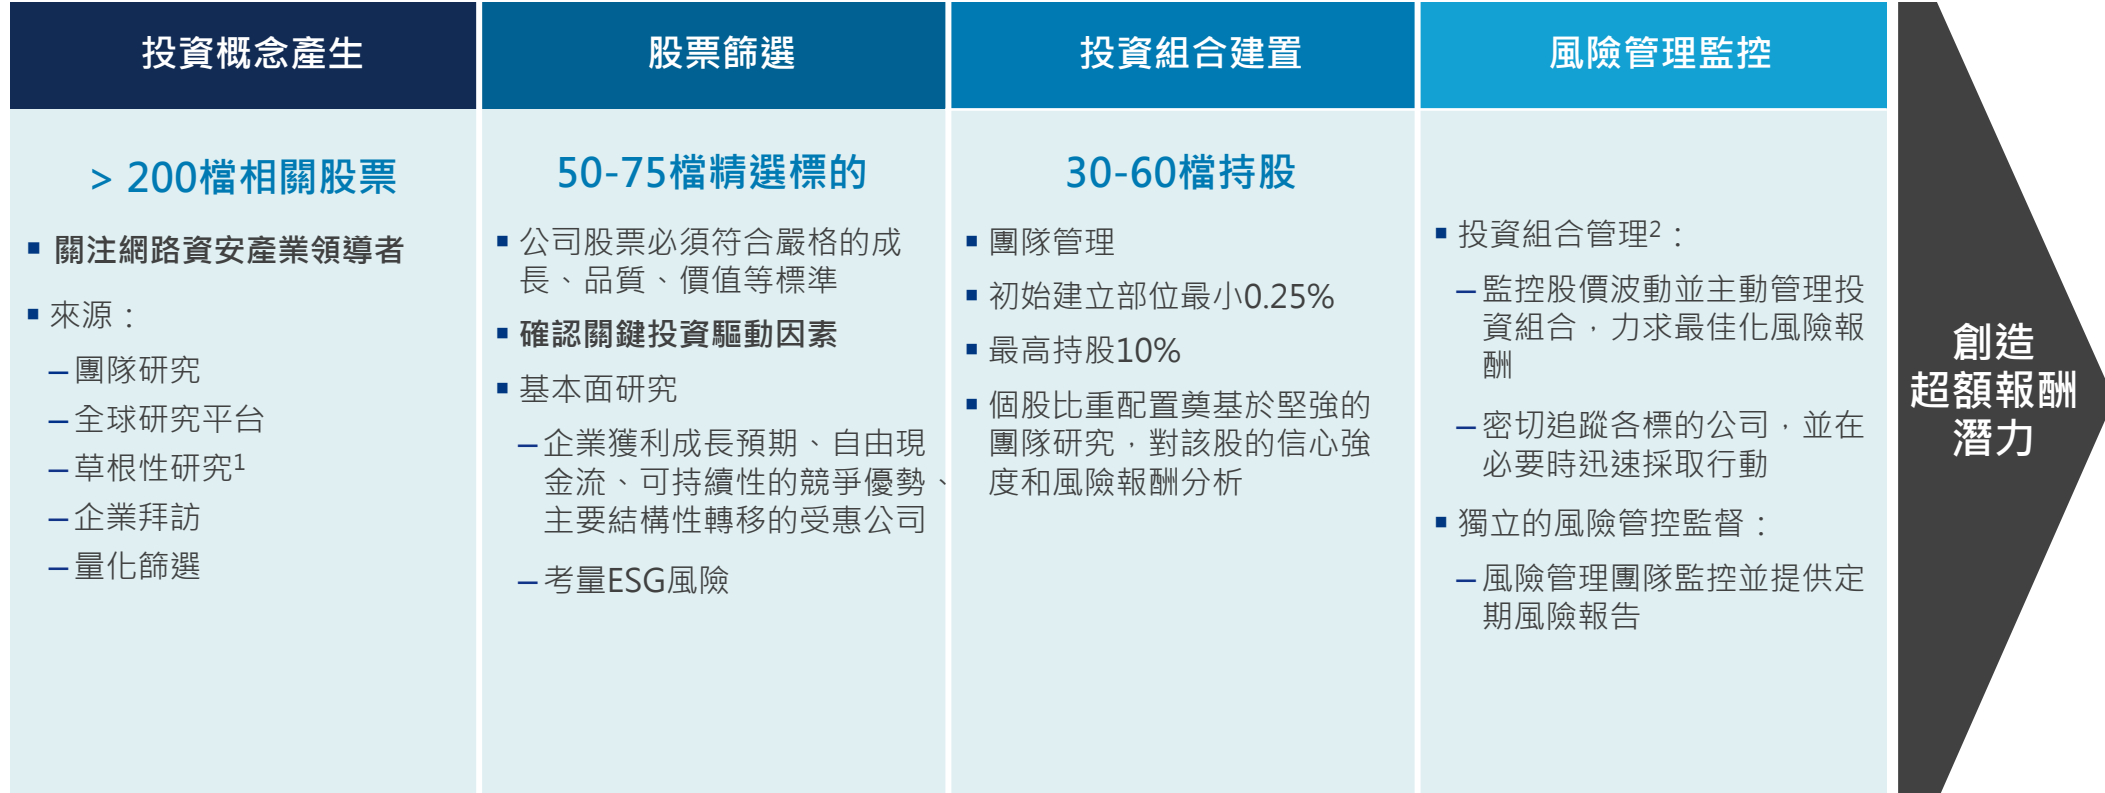 投資概念產生
> 200檔相關股票
▪ 關注網路資安產業領導者
▪ 來源：
–團隊研究
–全球研究平台
–草根性研究1
–企業拜訪
–量化篩選
股票篩選
50-75檔精選標的
▪ 公司股票必須符合嚴格的成
長、品質、價值等標準
▪ 確認關鍵投資驅動因素
▪ 基本面研究
–企業獲利成長預期、自由現
金流、可持續性的競爭優勢、
主要結構性轉移的受惠公司
–考量ESG風險
投資組合建置
30-60檔持股
▪ 團隊管理
▪ 初始建立部位最小0.25%
▪ 最高持股10%
▪ 個股比重配置奠基於堅強的
團隊研究，對該股的信心強
度和風險報酬分析
風險管理監控
▪ 投資組合管理2：
–監控股價波動並主動管理投
資組合，力求最佳化風險報
酬
–密切追蹤各標的公司，並在
必要時迅速採取行動
▪ 獨立的風險管控監督：
–風險管理團隊監控並提供定
期風險報告
創造
超額報酬
潛力